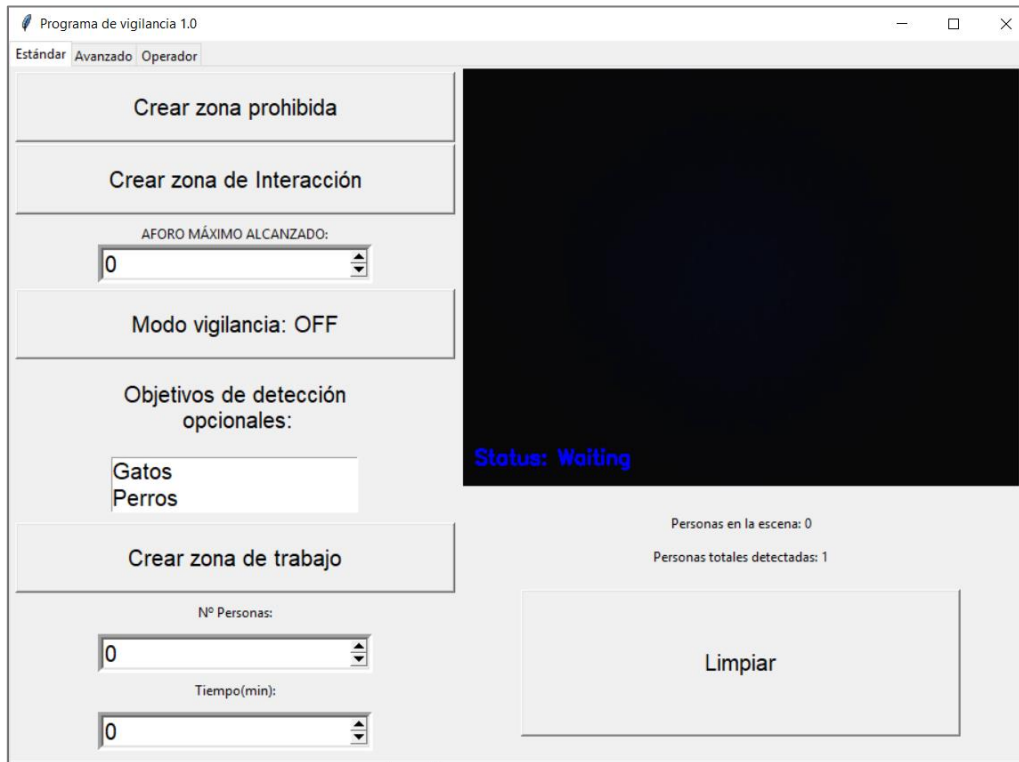 Programa de vigilancia 1.0
Estándar Avanzado Operador
Crear zona prohibida
Crear zona de Interacción
AFORO MÁXIMO ALCANZADO:
0
Modo vigilancia: OFF
Objetivos de detección
opcionales:
Gatos
Perros
Crear zona de trabajo
Nº Personas:
0
Tiempo(min):
0
Status: Waiting
Personas en la escena: 0
Personas totales detectadas: 1
Limpiar